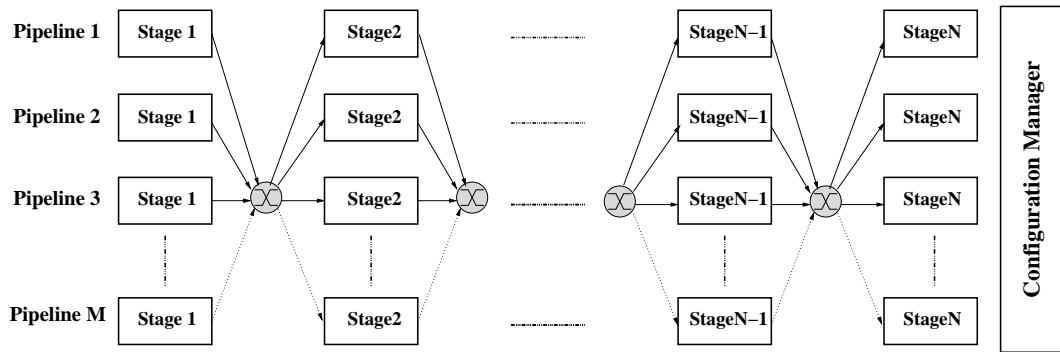 Pipeline 1 Stage 1 Stage2 StageN−1 StageN
Pipeline 2 Stage 1 Stage2 StageN−1 StageN
Pipeline 3 Stage 1 Stage2 StageN−1 StageN
Pipeline M Stage 1 Stage2 StageN−1 StageN
Configuration Manager